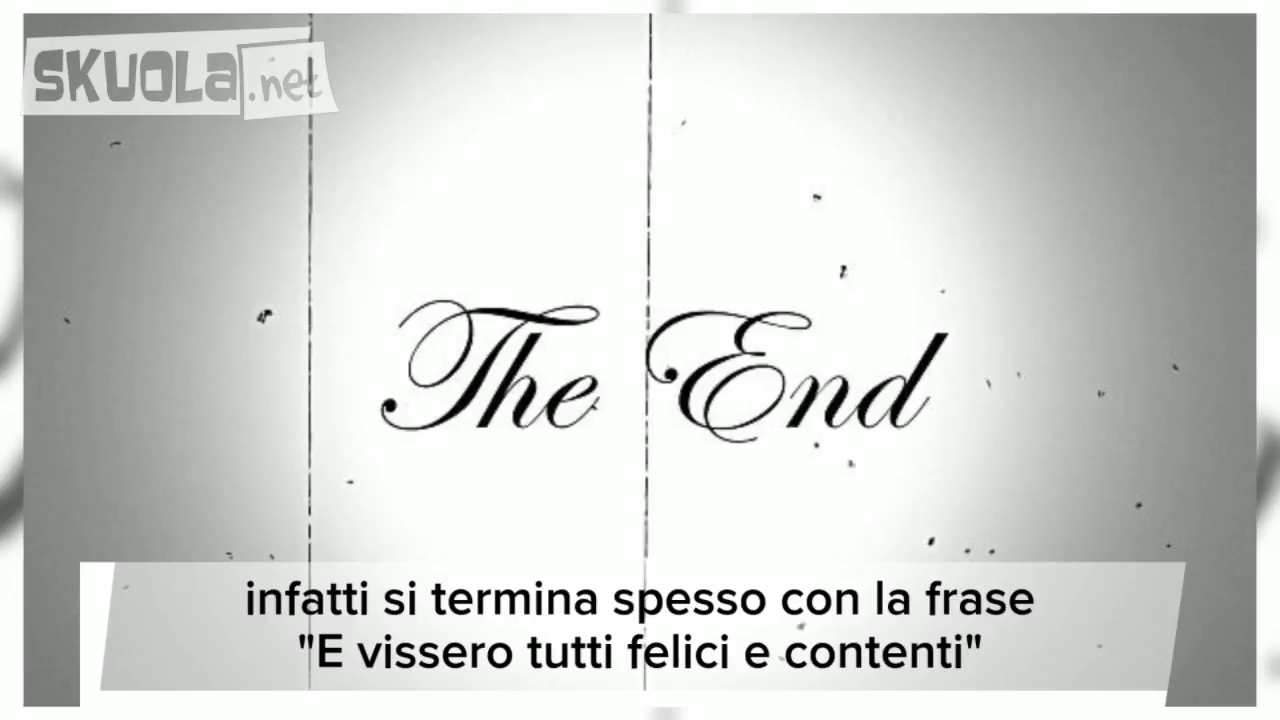 SKUOLA.net
The End
infatti si termina spesso con la frase
"E vissero tutti felici e contenti"